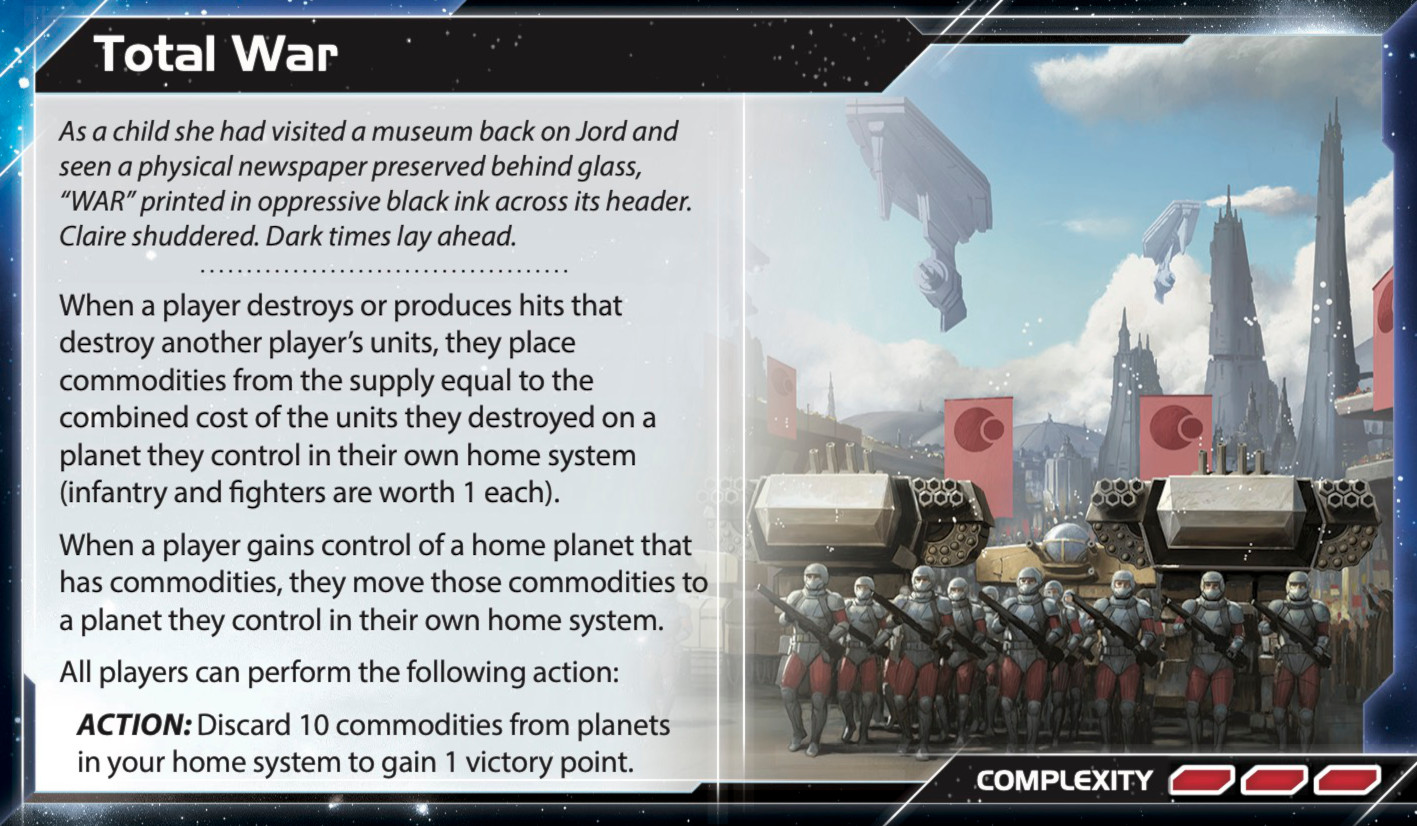 Total War
As a child she had visited a museum back on Jord and
seen a physical newspaper preserved behind glass,
“WAR” printed in oppressive black ink across its header.
Claire shuddered. Dark times lay ahead.
When a player destroys or produces hits that
destroy another player’s units, they place
commodities from the supply equal to the
combined cost of the units they destroyed on a
planet they control in their own home system
(infantry and fighters are worth 1 each).
When a player gains control of a home planet that
has commodities, they move those commodities to
a planet they control in their own home system.
All players can perform the following action:
ACTION: Discard 10 commodities from planets
in your home system to gain 1 victory point.
COMPLEXITY